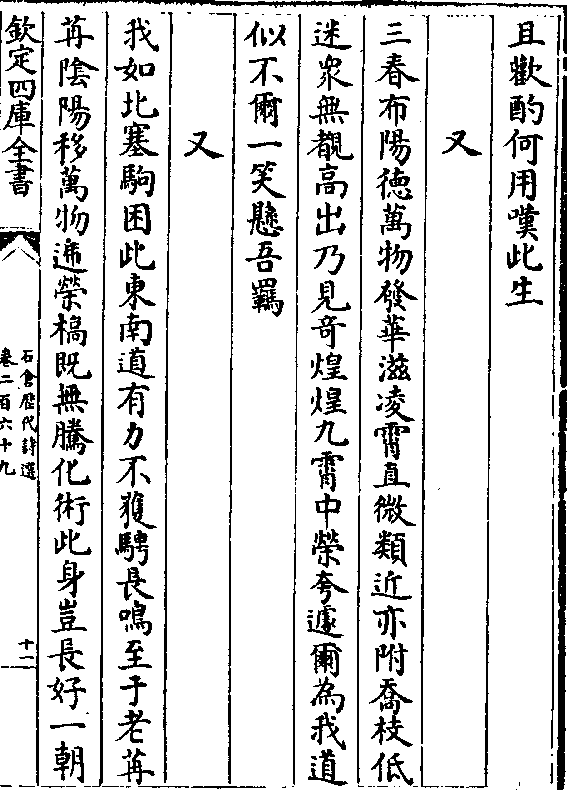 且歡酌何用嘆此生
又
三春布陽德萬物發華滋凌霄直微類近亦附喬枝低
迷衆無覩高出乃見竒煌煌九霄中榮夸遽爾為我道
似不爾一笑懸吾羈
又
我如北塞駒困此東南道有力不獲騁長鳴至于老苒
苒陰陽移萬物遞榮槁既無騰化術此身豈長好一朝
欽定四庫全書
石倉歷代詩選
卷二百六十九
十二